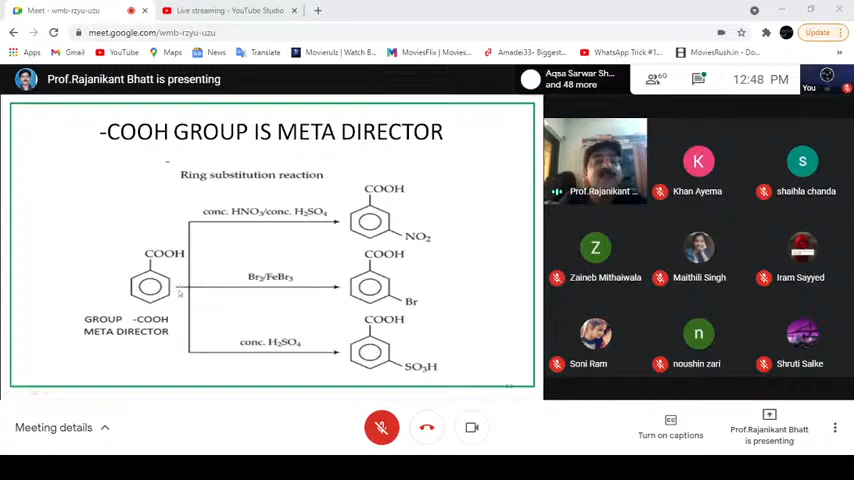 Meet - wmb-rzyu-uzu
Live streaming - YouTube Studio
meet.google.com/wmb-rzyu-uzu
Update
Apps
Gmail
YouTube
Maps
News
Translate
Movierulz | Watch B...
MoviesFlix | Movies...
Amadei33– Biggest...
WhatsApp Trick #1...
MoviesRush.in - Do...
Prof.Rajanikant Bhatt is presenting
Aqsa Sarwar Sh...
and 48 more
60
12:48 PM
You
-COOH GROUP IS META DIRECTOR
Ring substitution reaction
COOH
conc. HNO₃/conc. H₂SO₄
NO₂
COOH
COOH
Br₂/FeBr₃
Br
GROUP -COOH
META DIRECTOR
COOH
conc. H₂SO₄
SO₃H
Prof.Rajanikant ...
K
Khan Ayema
s
shaihla chanda
Z
Zaineb Mithaiwala
Maithili Singh
Iram Sayyed
Soni Ram
n
noushin zari
Shruti Salke
Meeting details
Turn on captions
Prof.Rajanikant Bhatt
is presenting